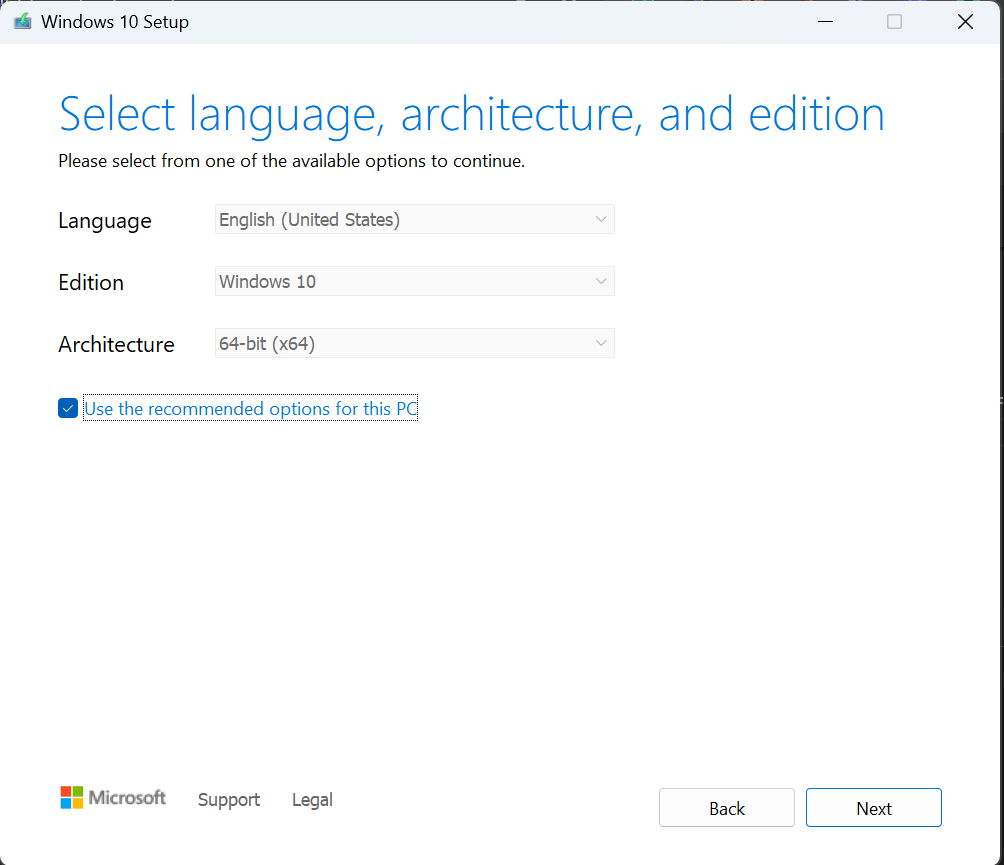 Windows 10 Setup
Select language, architecture, and edition
Please select from one of the available options to continue.
Language English (United States)
Edition Windows 10
Architecture 64-bit (x64)
Use the recommended options for this PC
Microsoft Support Legal Back Next